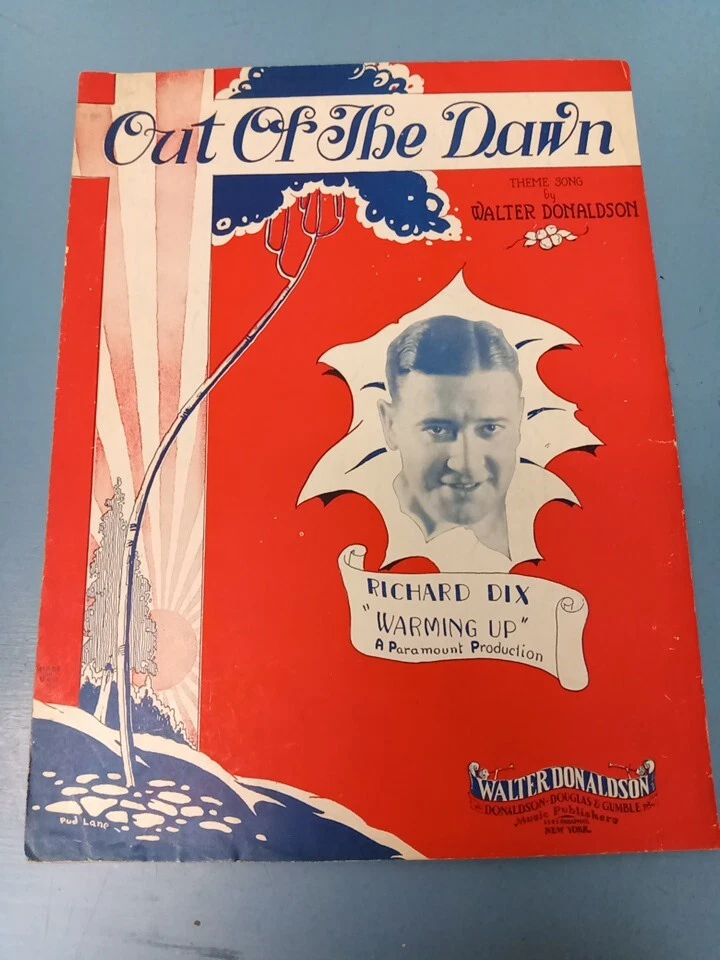 Out Of The Dawn
THEME SONG
by
WALTER DONALDSON
RICHARD DIX
"WARMING UP"
A Paramount Production
WALTER DONALDSON
DONALDSON-DOUGLAS & GUMBLE
Music Publishers
NEW YORK.
Pud Lane